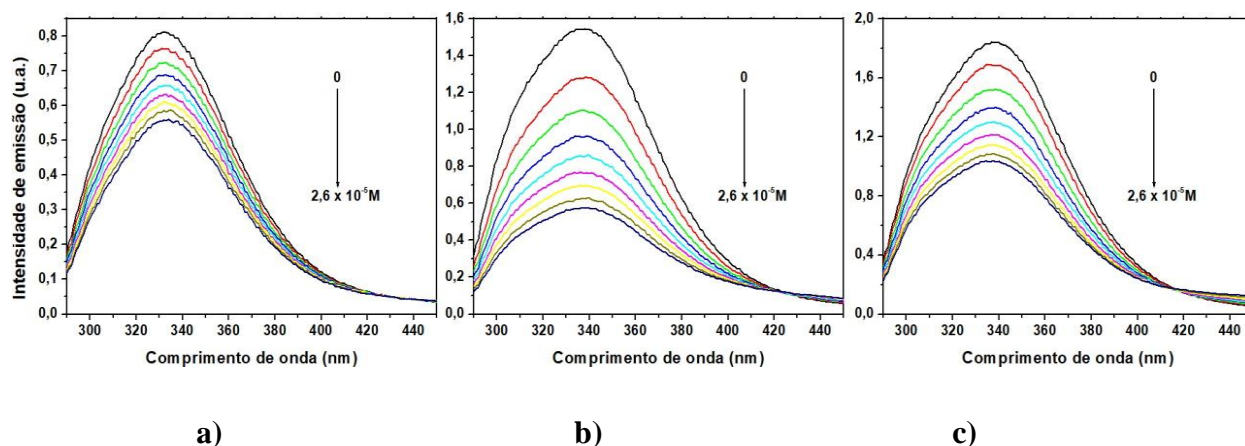 Intensidade de emissão (u.a.)
0,8
0,7
0,6
0,5
0,4
0,3
0,2
0,1
0,0
0
2,6 x 10⁻⁵M
300 320 340 360 380 400 420 440
Comprimento de onda (nm)
1,6
1,4
1,2
1,0
0,8
0,6
0,4
0,2
0,0
0
2,6 x 10⁻⁵M
300 320 340 360 380 400 420 440
Comprimento de onda (nm)
2,0
1,6
1,2
0,8
0,4
0,0
0
2,6 x 10⁻⁵M
300 320 340 360 380 400 420 440
Comprimento de onda (nm)
a) b) c)